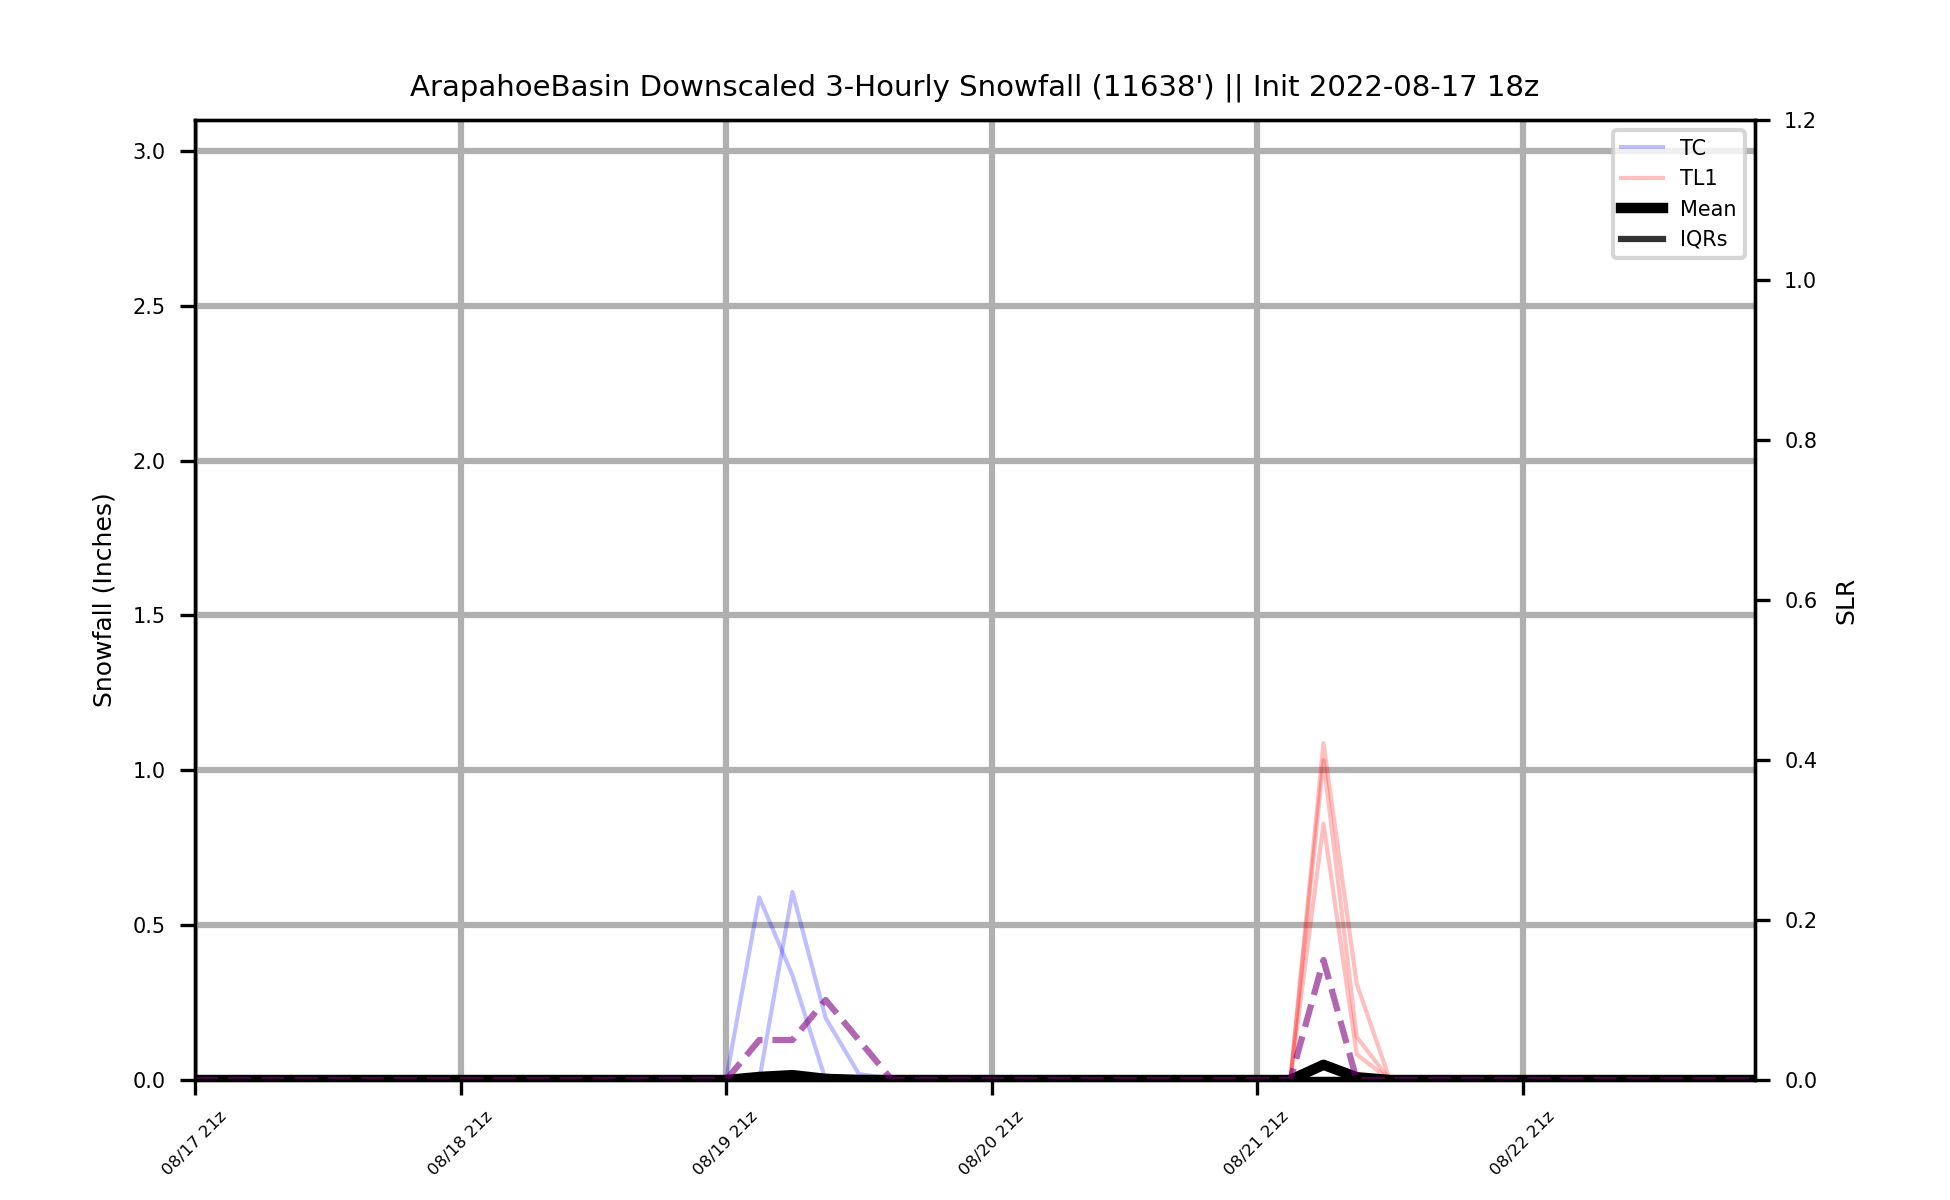 ArapahoeBasin Downscaled 3-Hourly Snowfall (11638') || Init 2022-08-17 18z
TC
TL1
Mean
IQRs
Snowfall (Inches)
3.0
2.5
2.0
1.5
1.0
0.5
0.0
1.2
1.0
0.8
0.6
0.4
0.2
0.0
SLR
08/17 21z
08/18 21z
08/19 21z
08/20 21z
08/21 21z
08/22 21z